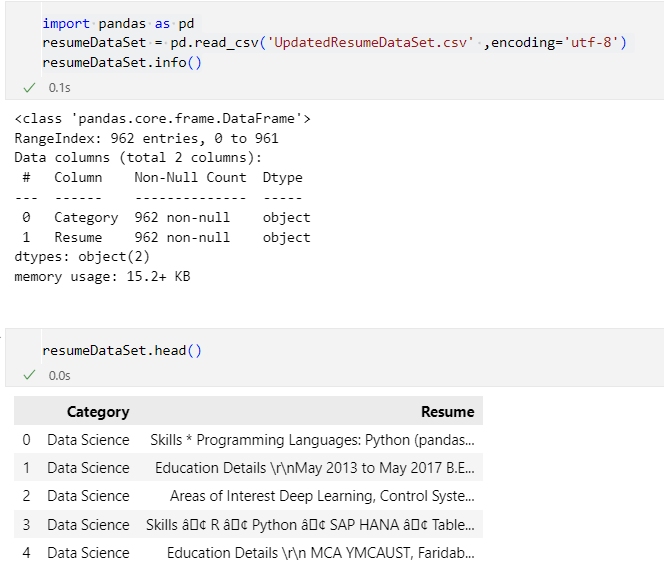 import pandas as pd
resumeDataSet = pd.read_csv('UpdatedResumeDataSet.csv' ,encoding='utf-8')
resumeDataSet.info()
0.1s
<class 'pandas.core.frame.DataFrame'>
RangeIndex: 962 entries, 0 to 961
Data columns (total 2 columns):
# Column Non-Null Count Dtype
--- ------ -------------- -----
0 Category 962 non-null object
1 Resume 962 non-null object
dtypes: object(2)
memory usage: 15.2+ KB
resumeDataSet.head()
0.0s
Category Resume
0 Data Science Skills * Programming Languages: Python (pandas...
1 Data Science Education Details \r\nMay 2013 to May 2017 B.E...
2 Data Science Areas of Interest Deep Learning, Control Syste...
3 Data Science Skills â¢ R â¢ Python â¢ SAP HANA â¢ Table...
4 Data Science Education Details \r\n MCA YMCAUST, Faridab...